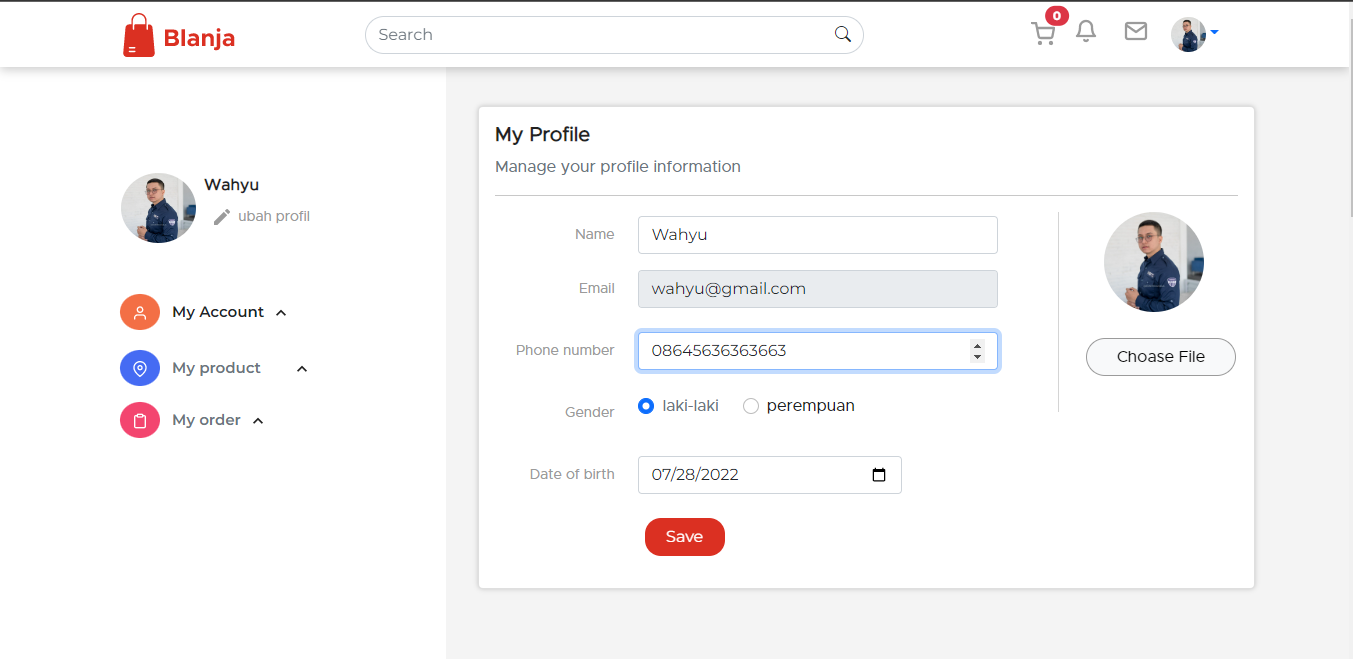 Blanja
Search
0
Wahyu
ubah profil
My Account
My product
My order
My Profile
Manage your profile information
Name Wahyu
Email wahyu@gmail.com
Phone number 08645636363663
Gender laki-laki perempuan
Date of birth 07/28/2022
Save
Choose File